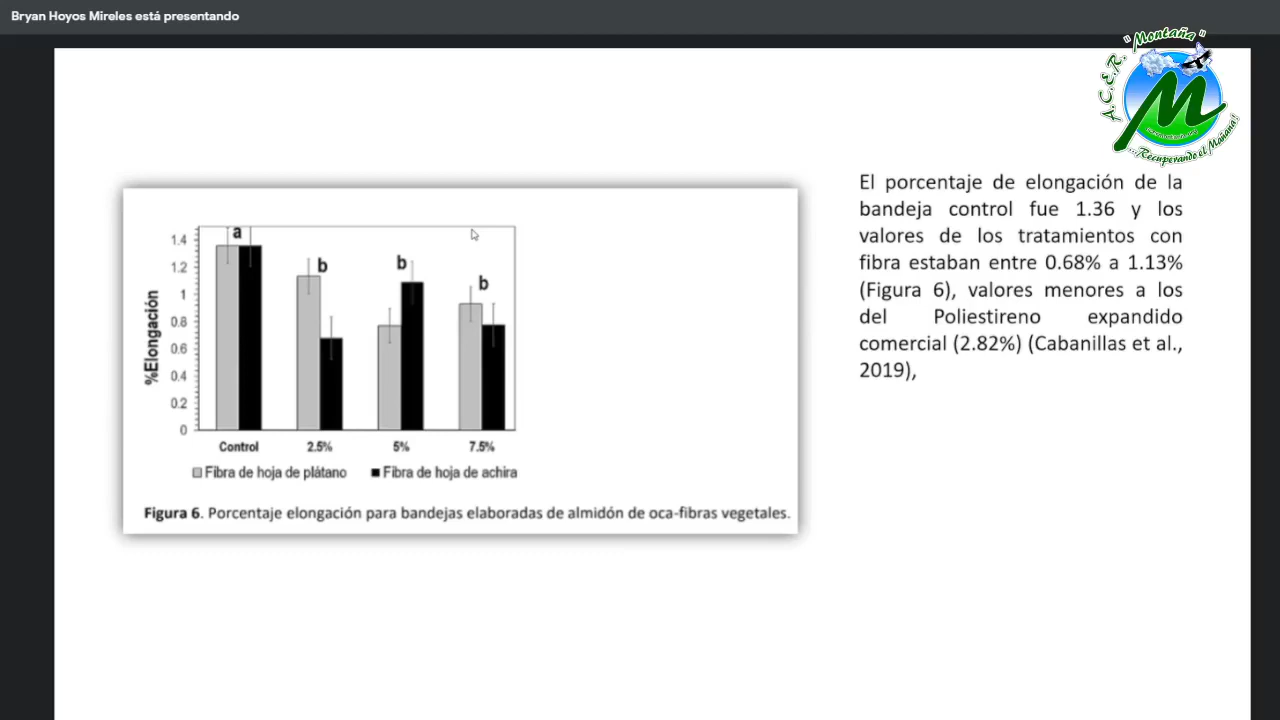 Bryan Hoyos Mireles está presentando
"Montaña"
A.C.E.R.
M
...Recuperando el Mañana!
El porcentaje de elongación de la
bandeja control fue 1.36 y los
valores de los tratamientos con
fibra estaban entre 0.68% a 1.13%
(Figura 6), valores menores a los
del Poliestireno expandido
comercial (2.82%) (Cabanillas et al.,
2019),
%Elongación
1.4
1.2
1
0.8
0.6
0.4
0.2
0
a
b
b
b
Control 2.5% 5% 7.5%
Fibra de hoja de plátano Fibra de hoja de achira
Figura 6. Porcentaje elongación para bandejas elaboradas de almidón de oca-fibras vegetales.